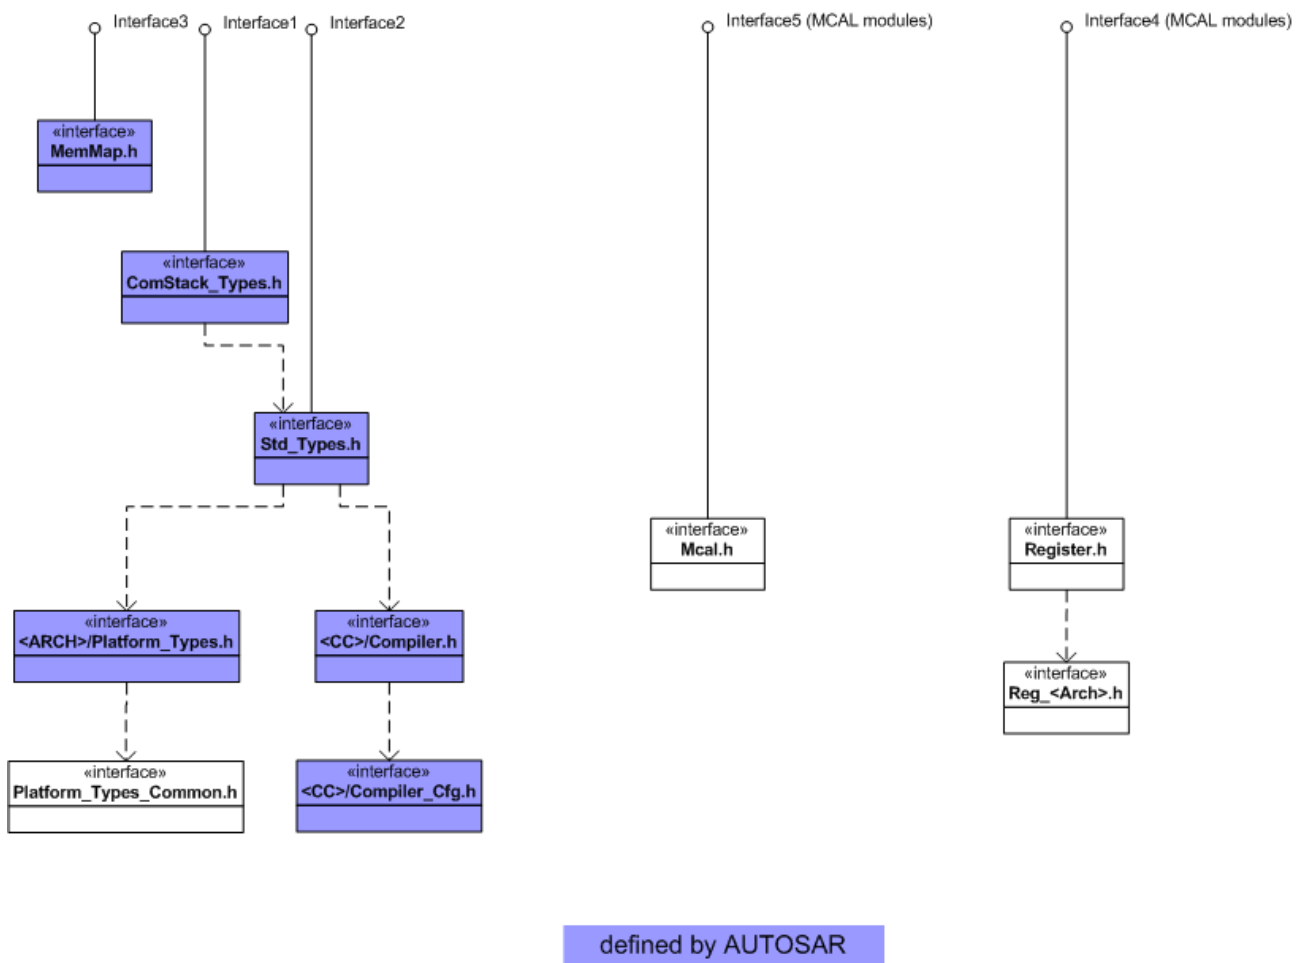 Interface3
Interface1
Interface2
Interface5 (MCAL modules)
Interface4 (MCAL modules)
«interface»
MemMap.h
«interface»
ComStack_Types.h
«interface»
Std_Types.h
«interface»
Mcal.h
«interface»
Register.h
«interface»
<ARCH>/Platform_Types.h
«interface»
<CC>/Compiler.h
«interface»
Reg_<Arch>.h
«interface»
Platform_Types_Common.h
«interface»
<CC>/Compiler_Cfg.h
defined by AUTOSAR